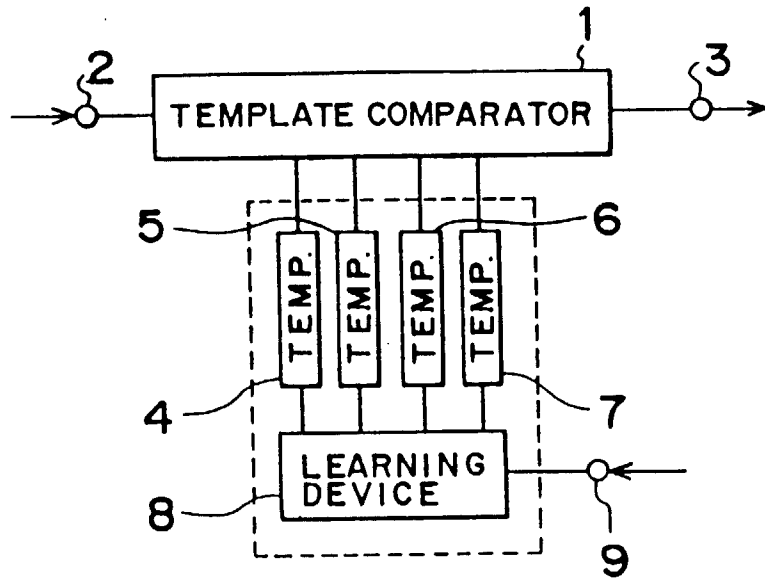 1
2
3
TEMPLATE COMPARATOR
5
6
TEMP.
TEMP.
TEMP.
TEMP.
4
7
LEARNING
DEVICE
8
9